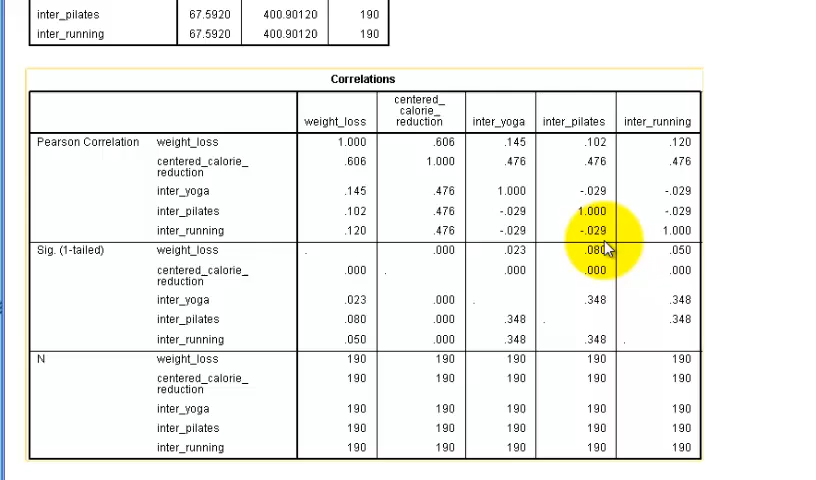 inter_pilates 67.5920 400.90120 190
inter_running 67.5920 400.90120 190
Correlations
weight_loss centered_calorie_reduction inter_yoga inter_pilates inter_running
Pearson Correlation weight_loss 1.000 .606 .145 .102 .120
centered_calorie_reduction .606 1.000 .476 .476 .476
inter_yoga .145 .476 1.000 -.029 -.029
inter_pilates .102 .476 -.029 1.000 -.029
inter_running .120 .476 -.029 -.029 1.000
Sig. (1-tailed) weight_loss . .000 .023 .080 .050
centered_calorie_reduction .000 . .000 .000 .000
inter_yoga .023 .000 . .348 .348
inter_pilates .080 .000 .348 . .348
inter_running .050 .000 .348 .348 .
N weight_loss 190 190 190 190 190
centered_calorie_reduction 190 190 190 190 190
inter_yoga 190 190 190 190 190
inter_pilates 190 190 190 190 190
inter_running 190 190 190 190 190